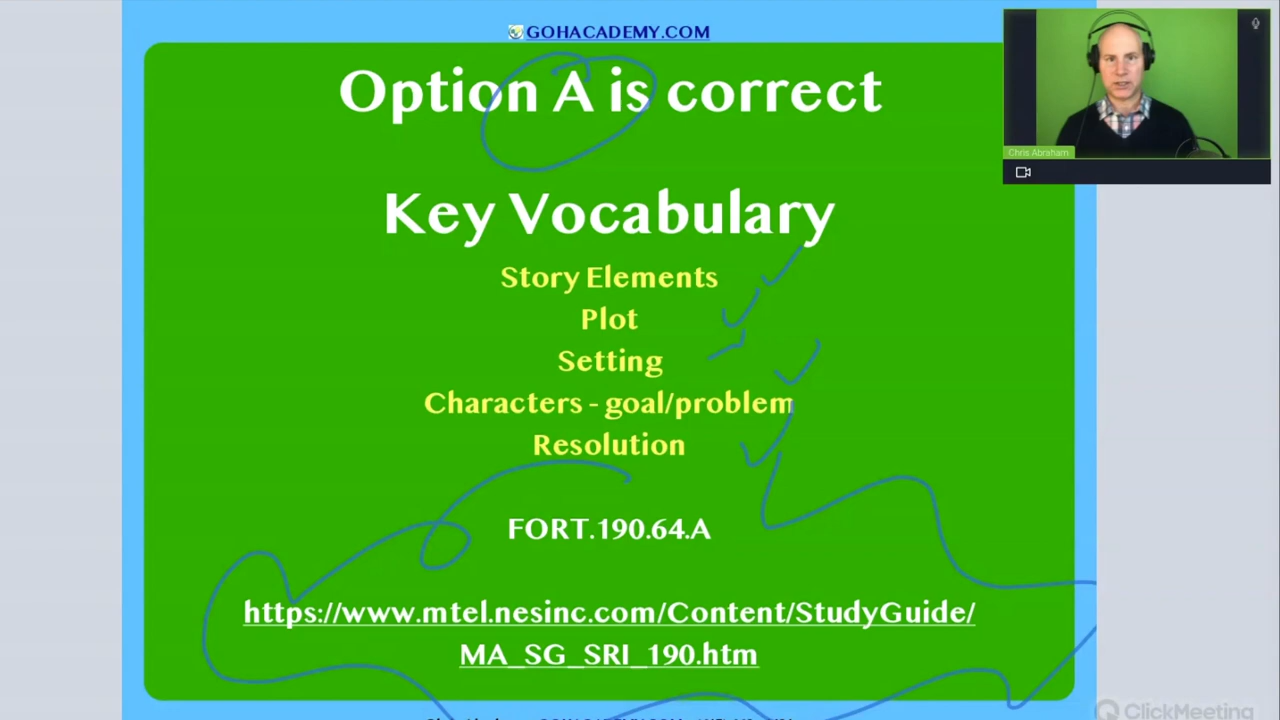 GOHACADEMY.COM
Option A is correct
Chris Abraham
Key Vocabulary
Story Elements
Plot
Setting
Characters - goal/problem
Resolution
FORT.190.64.A
https://www.mtel.nesinc.com/Content/StudyGuide/
MA_SG_SRI_190.htm
ClickMeeting